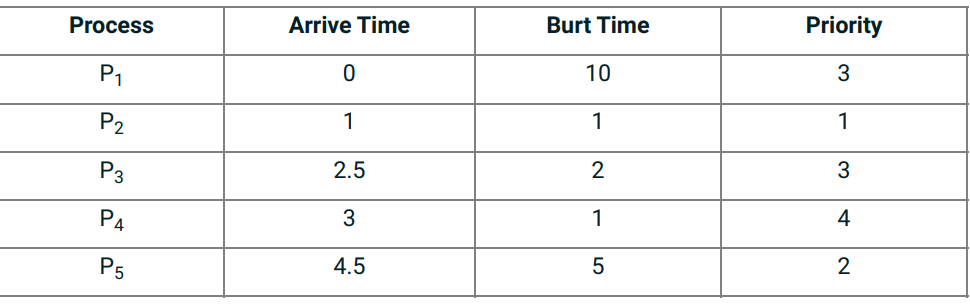 Process Arrive Time Burt Time Priority
P1 0 10 3
P2 1 1 1
P3 2.5 2 3
P4 3 1 4
P5 4.5 5 2